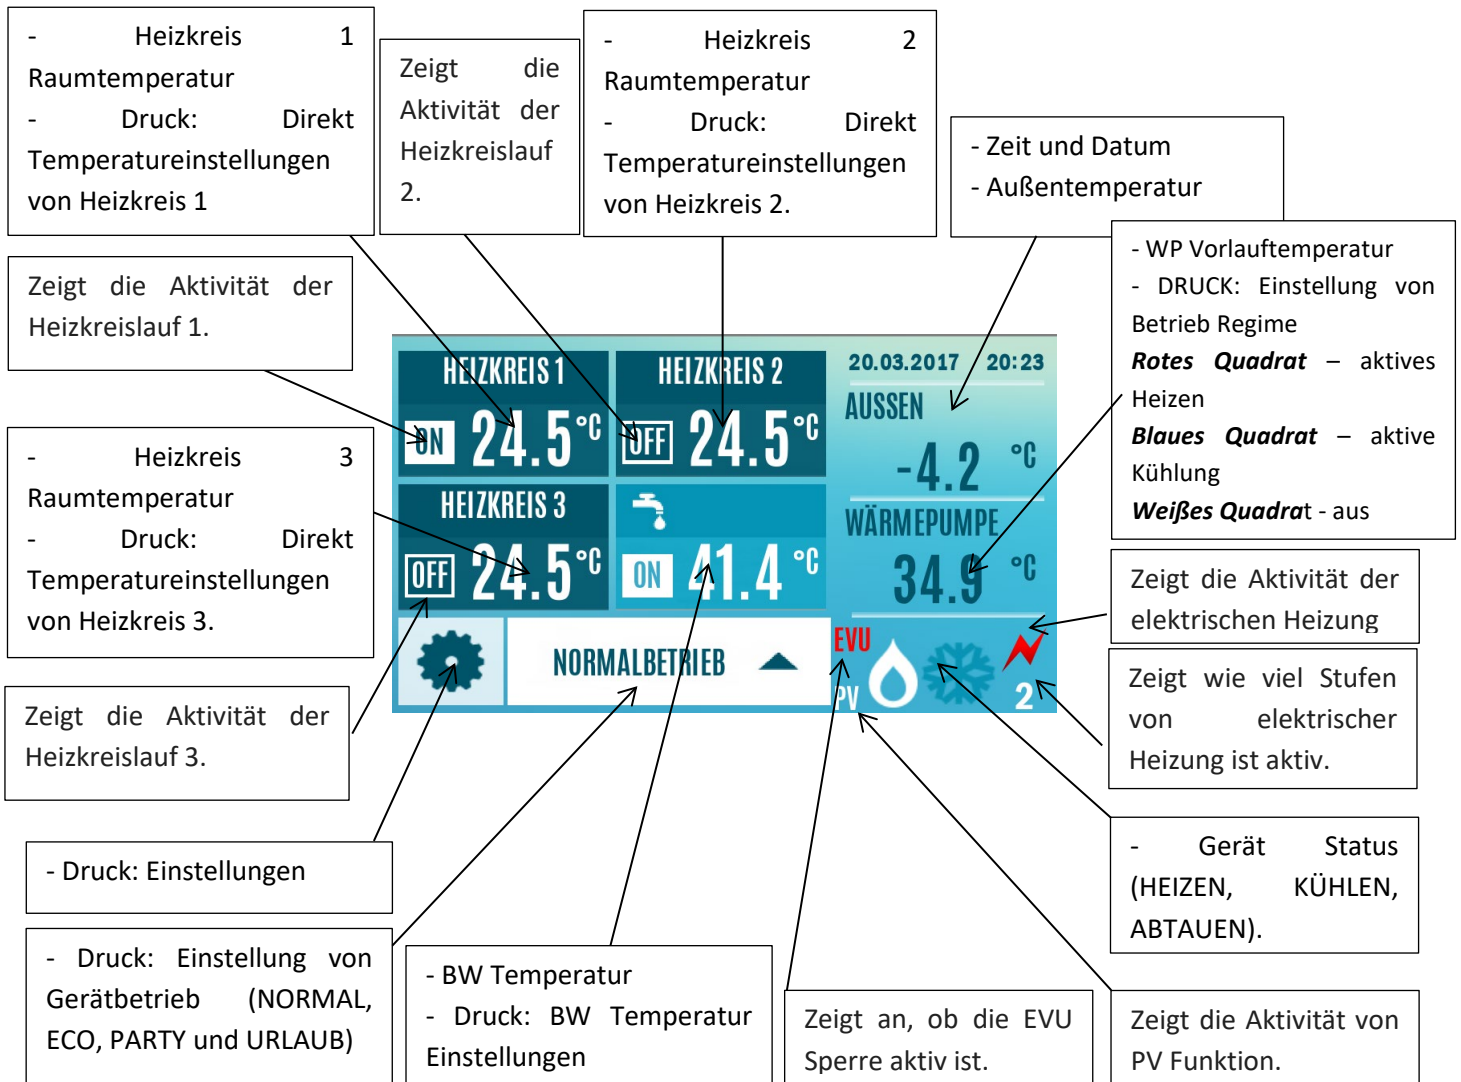 - Heizkreis 1
Raumtemperatur
- Druck: Direkt
Temperatureinstellungen
von Heizkreis 1
Zeigt die
Aktivität der
Heizkreislauf
2.
- Heizkreis 2
Raumtemperatur
- Druck: Direkt
Temperatureinstellungen
von Heizkreis 2.
- Zeit und Datum
- Außentemperatur
- WP Vorlauftemperatur
- DRUCK: Einstellung von
Betrieb Regime
Rotes Quadrat – aktives
Heizen
Blaues Quadrat – aktive
Kühlung
Weißes Quadrat - aus
Zeigt die Aktivität der
Heizkreislauf 1.
- Heizkreis 3
Raumtemperatur
- Druck: Direkt
Temperatureinstellungen
von Heizkreis 3.
Zeigt die Aktivität der
Heizkreislauf 3.
HEIZKREIS 1
ON 24.5 °C
HEIZKREIS 2
OFF 24.5 °C
20.03.2017 20:23
AUSSEN
-4.2 °C
HEIZKREIS 3
OFF 24.5 °C
ON 41.4 °C
WÄRMEPUMPE
34.9 °C
NORMALBETRIEB
EVU
PV
2
Zeigt die Aktivität der
elektrischen Heizung
Zeigt wie viel Stufen
von elektrischer
Heizung ist aktiv.
- Gerät Status
(HEIZEN, KÜHLEN,
ABTAUEN).
- Druck: Einstellungen
- Druck: Einstellung von
Gerätbetrieb (NORMAL,
ECO, PARTY und URLAUB)
- BW Temperatur
- Druck: BW Temperatur
Einstellungen
Zeigt an, ob die EVU
Sperre aktiv ist.
Zeigt die Aktivität von
PV Funktion.